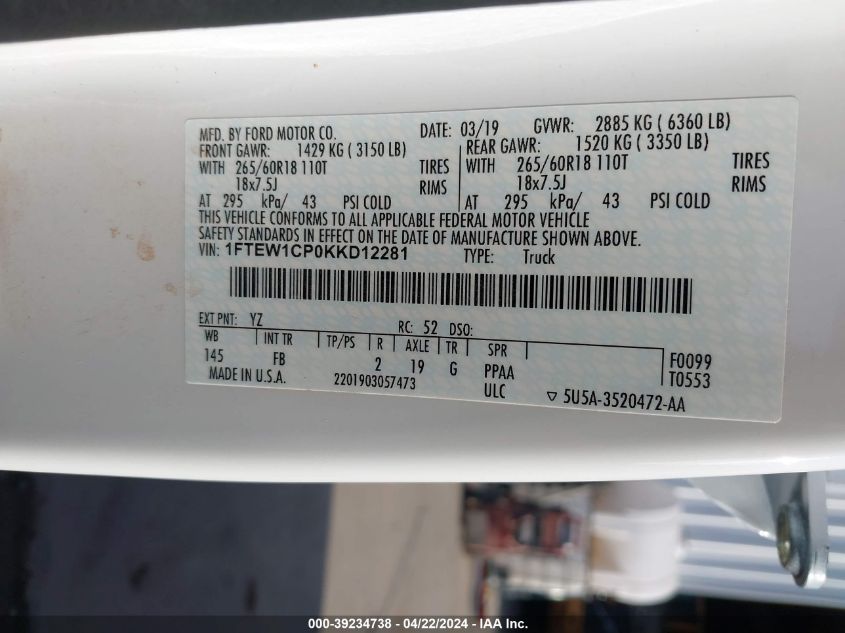 MFD. BY FORD MOTOR CO.
DATE: 03/19 GVWR: 2885 KG ( 6360 LB)
FRONT GAWR: 1429 KG ( 3150 LB)
WITH 265/60R18 110T TIRES
18x7.5J RIMS
AT 295 kPa/ 43 PSI COLD
REAR GAWR: 1520 KG ( 3350 LB)
WITH 265/60R18 110T TIRES
18x7.5J RIMS
AT 295 kPa/ 43 PSI COLD
THIS VEHICLE CONFORMS TO ALL APPLICABLE FEDERAL MOTOR VEHICLE
SAFETY STANDARDS IN EFFECT ON THE DATE OF MANUFACTURE SHOWN ABOVE.
VIN: 1FTEW1CP0KKD12281 TYPE: Truck
EXT PNT: YZ RC: 52 DSO:
WB INT TR TP/PS R AXLE TR SPR
145 FB 2 19 G PPAA
ULC
F0099
T0553
MADE IN U.S.A. 2201903057473
▽ 5U5A-3520472-AA
000-39234738 - 04/22/2024 - IAA Inc.